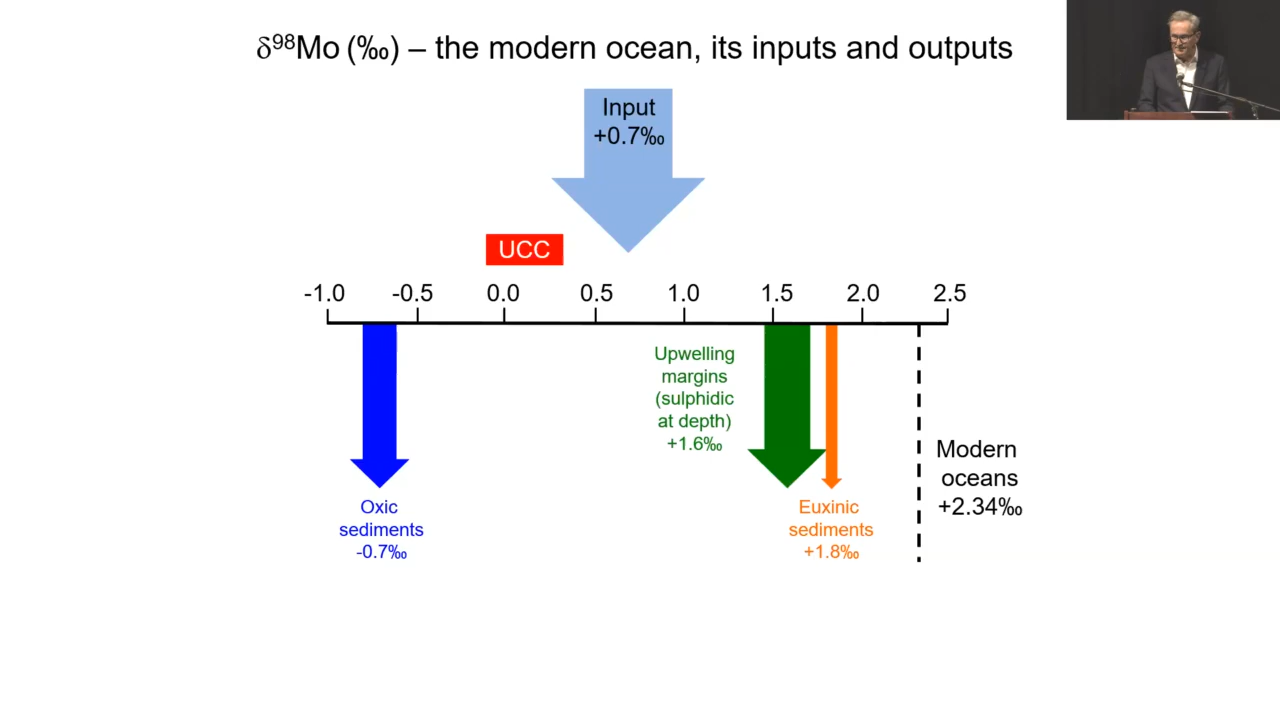 δ⁹⁸Mo (‰) – the modern ocean, its inputs and outputs
Input
+0.7‰
UCC
-1.0 -0.5 0.0 0.5 1.0 1.5 2.0 2.5
Upwelling
margins
(sulphidic
at depth)
+1.6‰
Modern
oceans
+2.34‰
Oxic
sediments
-0.7‰
Euxinic
sediments
+1.8‰